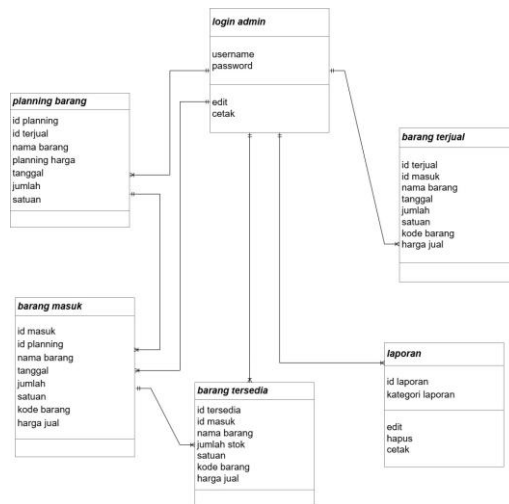 login admin
username
password
edit
cetak
planning barang
id planning
id terjual
nama barang
planning harga
tanggal
jumlah
satuan
barang terjual
id terjual
id masuk
nama barang
tanggal
jumlah
satuan
kode barang
harga jual
barang masuk
id masuk
id planning
nama barang
tanggal
jumlah
satuan
kode barang
harga jual
barang tersedia
id tersedia
id masuk
nama barang
jumlah stok
satuan
kode barang
harga jual
laporan
id laporan
kategori laporan
edit
hapus
cetak